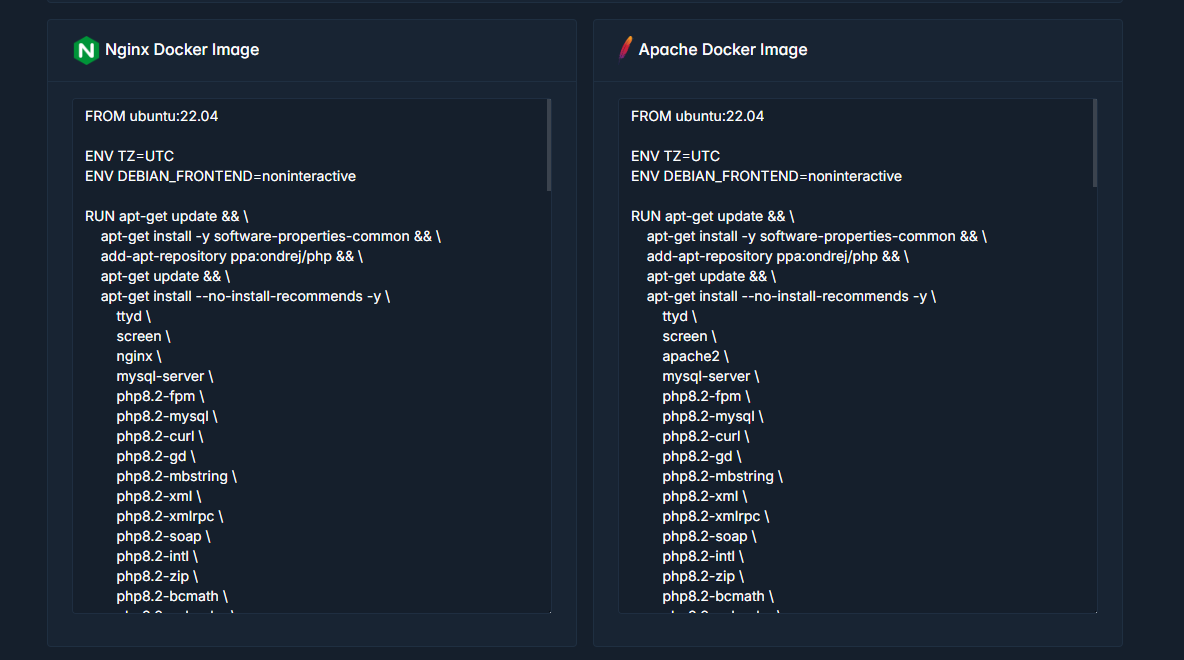 Nginx Docker Image
FROM ubuntu:22.04
ENV TZ=UTC
ENV DEBIAN_FRONTEND=noninteractive
RUN apt-get update && \
apt-get install -y software-properties-common && \
add-apt-repository ppa:ondrej/php && \
apt-get update && \
apt-get install --no-install-recommends -y \
ttyd \
screen \
nginx \
mysql-server \
php8.2-fpm \
php8.2-mysql \
php8.2-curl \
php8.2-gd \
php8.2-mbstring \
php8.2-xml \
php8.2-xmlrpc \
php8.2-soap \
php8.2-intl \
php8.2-zip \
php8.2-bcmath \
Apache Docker Image
FROM ubuntu:22.04
ENV TZ=UTC
ENV DEBIAN_FRONTEND=noninteractive
RUN apt-get update && \
apt-get install -y software-properties-common && \
add-apt-repository ppa:ondrej/php && \
apt-get update && \
apt-get install --no-install-recommends -y \
ttyd \
screen \
apache2 \
mysql-server \
php8.2-fpm \
php8.2-mysql \
php8.2-curl \
php8.2-gd \
php8.2-mbstring \
php8.2-xml \
php8.2-xmlrpc \
php8.2-soap \
php8.2-intl \
php8.2-zip \
php8.2-bcmath \